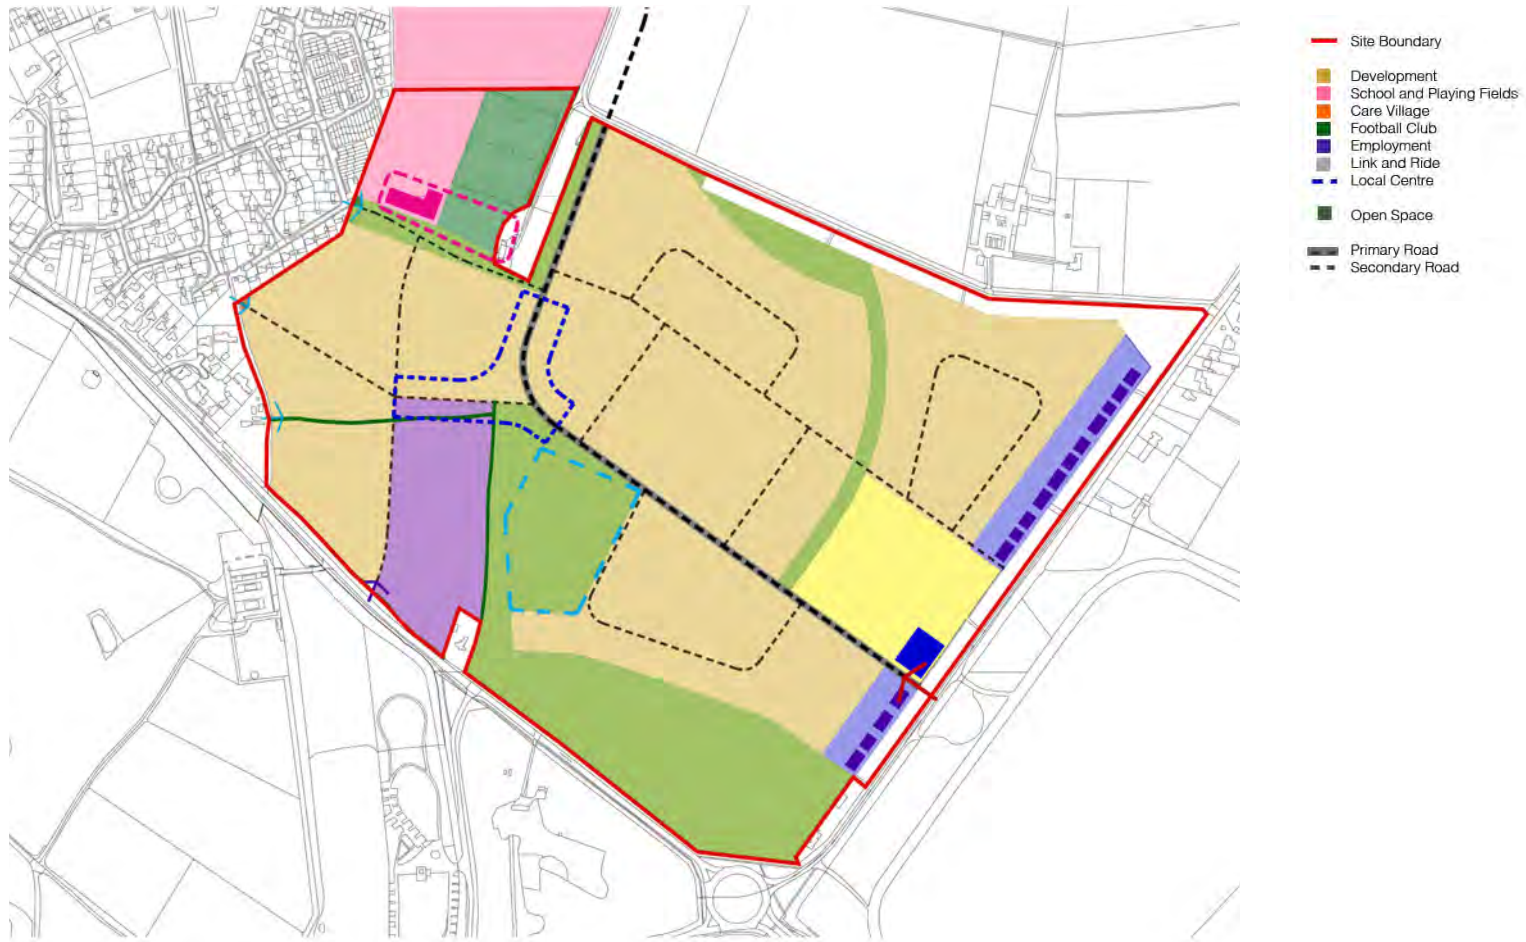 Site Boundary
Development
School and Playing Fields
Care Village
Football Club
Employment
Link and Ride
Local Centre
Open Space
Primary Road
Secondary Road